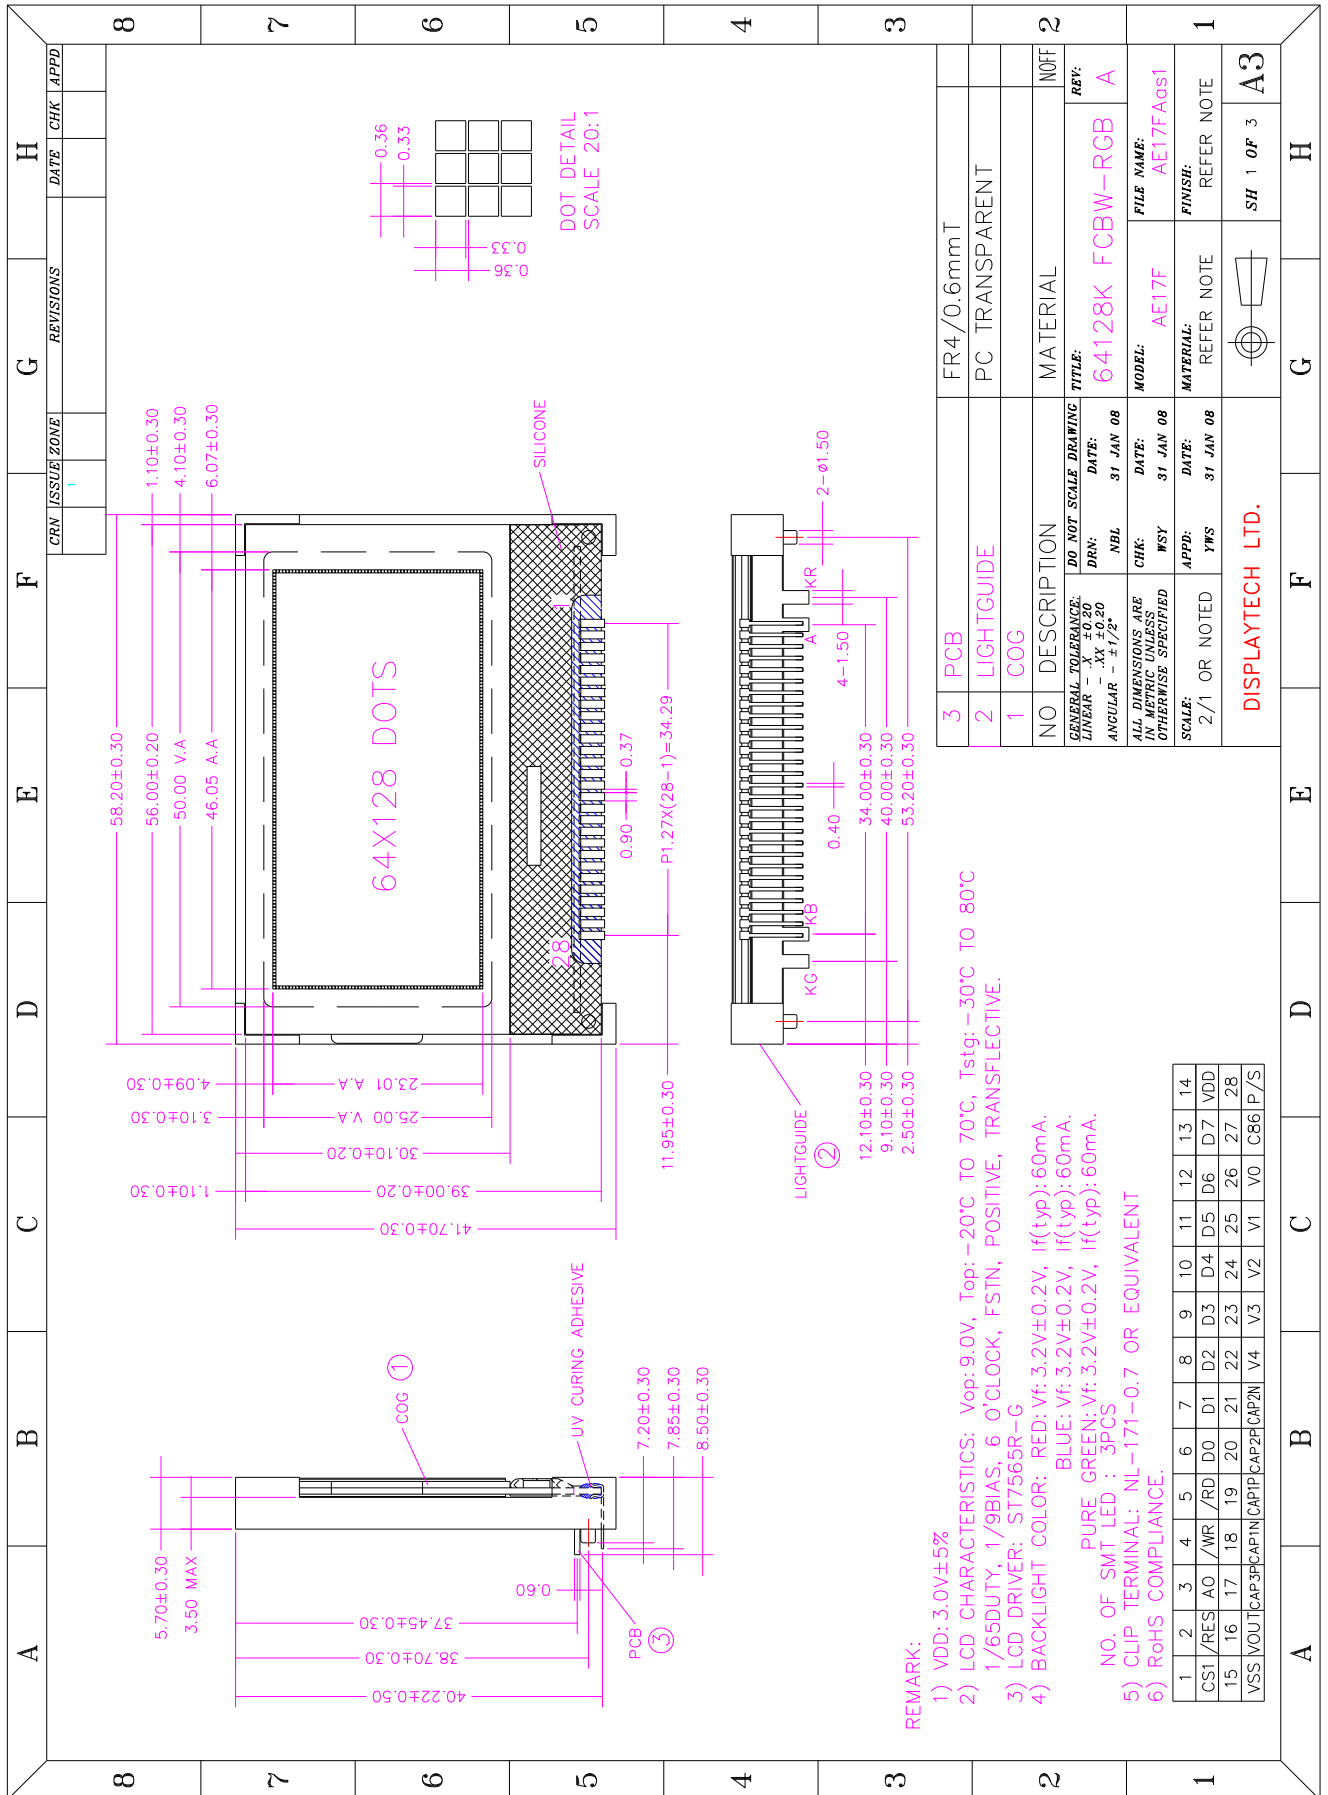 CRN ISSUE ZONE REVISIONS DATE CHK APPD
1
A B C D E F G H
8
7
6
5
4
3
2
1
5.70±0.30
3.50 MAX
COG 1
UV CURING ADHESIVE
7.20±0.30
7.85±0.30
8.50±0.30
0.60
37.45±0.30
38.70±0.30
40.22±0.50
PCB 3
58.20±0.30
56.00±0.20 1.10±0.30
50.00 V.A 4.10±0.30
46.05 A.A 6.07±0.30
4.09±0.30 23.01 A.A
3.10±0.30 25.00 V.A
30.10±0.20
1.10±0.30 39.00±0.20
41.70±0.30
64X128 DOTS
SILICONE
28
1
0.90 0.37
11.95±0.30 P1.27X(28-1)=34.29
0.36
0.33
0.33
0.36
DOT DETAIL
SCALE 20:1
LIGHTGUIDE
2
KG KB A KR
2-ø1.50
4-1.50
0.40
12.10±0.30 34.00±0.30
9.10±0.30 40.00±0.30
2.50±0.30 53.20±0.30
REMARK:
1) VDD: 3.0V±5%
2) LCD CHARACTERISTICS: Vop: 9.0V, Top: -20°C TO 70°C, Tstg: -30°C TO 80°C
1/65DUTY, 1/9BIAS, 6 O'CLOCK, FSTN, POSITIVE, TRANSFLECTIVE.
3) LCD DRIVER: ST7565R-G
4) BACKLIGHT COLOR: RED: Vf: 3.2V±0.2V, If(typ): 60mA.
BLUE: Vf: 3.2V±0.2V, If(typ): 60mA.
PURE GREEN: Vf: 3.2V±0.2V, If(typ): 60mA.
NO. OF SMT LED : 3PCS
5) CLIP TERMINAL: NL-171-0.7 OR EQUIVALENT
6) RoHS COMPLIANCE.
1 2 3 4 5 6 7 8 9 10 11 12 13 14
CS1 /RES A0 /WR /RD D0 D1 D2 D3 D4 D5 D6 D7 VDD
15 16 17 18 19 20 21 22 23 24 25 26 27 28
VSS VOUT CAP3P CAP1N CAP1P CAP2P CAP2N V4 V3 V2 V1 V0 C86 P/S
3 PCB FR4/0.6mmT
2 LIGHTGUIDE PC TRANSPARENT
1 COG
NO DESCRIPTION MATERIAL NOFF
GENERAL TOLERANCE:
LINEAR - .X ±0.20
- .XX ±0.20
ANGULAR - ±1/2°
DO NOT SCALE DRAWING
DRN: DATE:
NBL 31 JAN 08
TITLE:
64128K FCBW-RGB
REV:
A
ALL DIMENSIONS ARE
IN METRIC UNLESS
OTHERWISE SPECIFIED
CHK: DATE:
WSY 31 JAN 08
MODEL:
AE17F
FILE NAME:
AE17FAas1
SCALE:
2/1 OR NOTED
APPD: DATE:
YWS 31 JAN 08
MATERIAL:
REFER NOTE
FINISH:
REFER NOTE
DISPLAYTECH LTD.
SH 1 OF 3 A3
8
7
6
5
4
3
2
1
A B C D E F G H